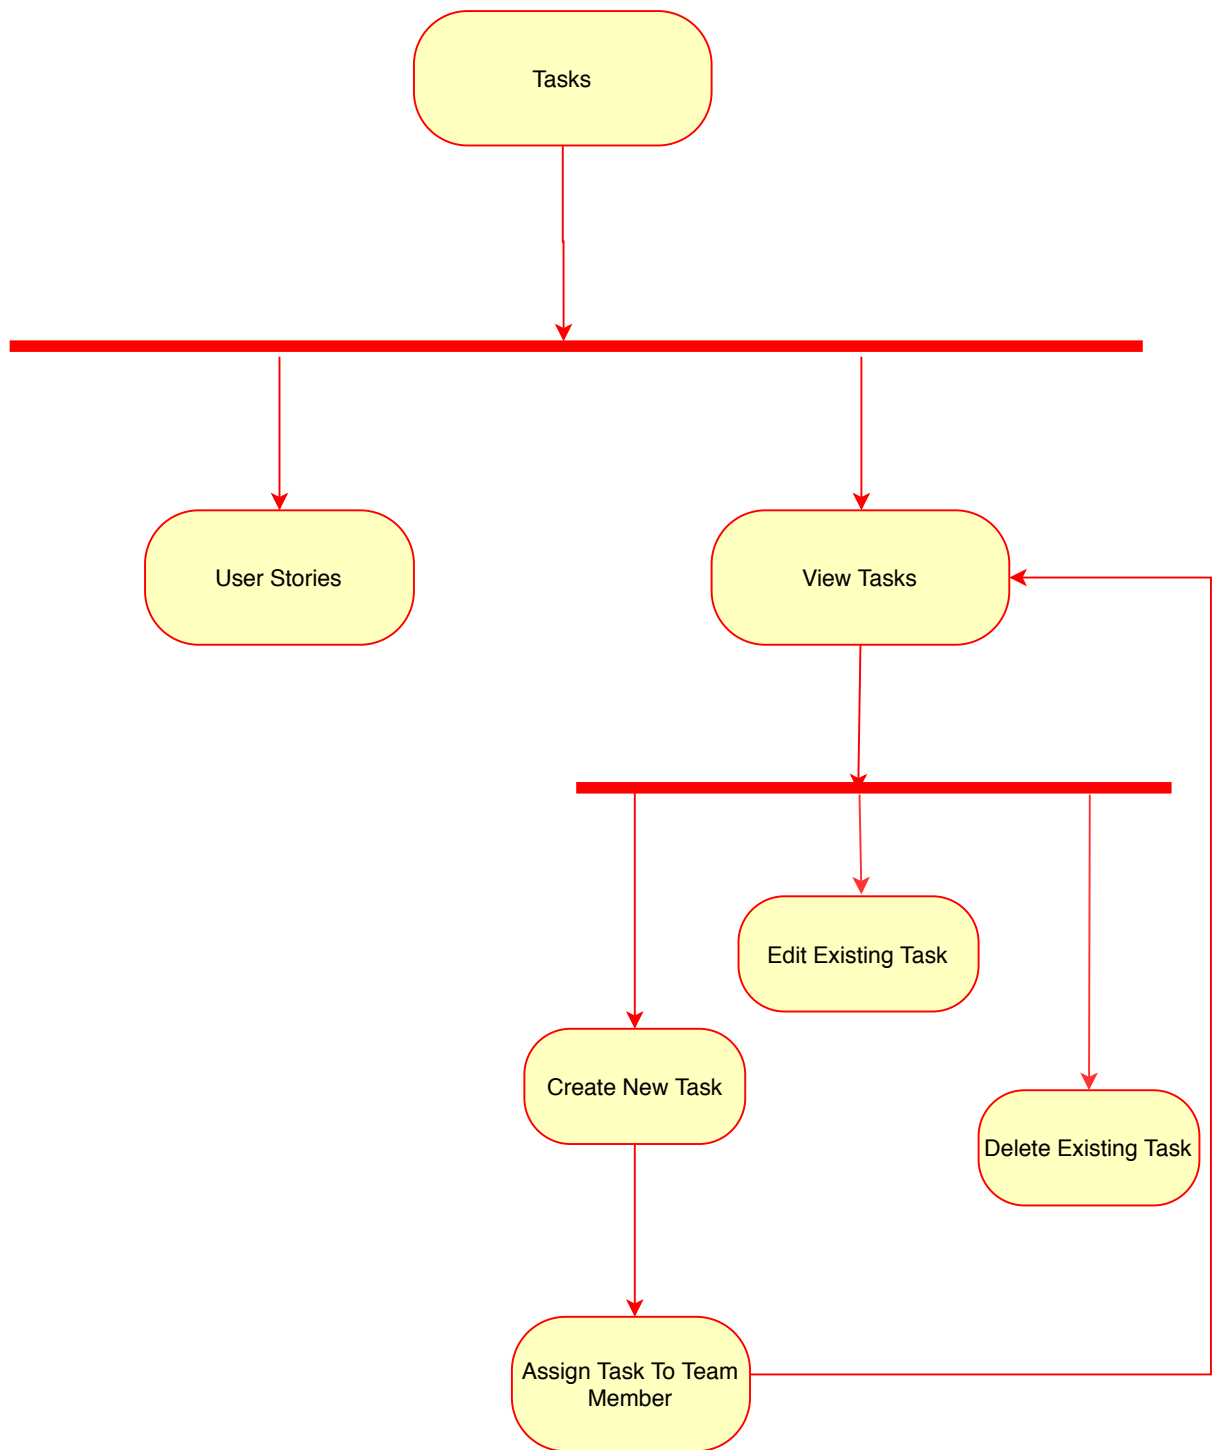 Tasks
User Stories
View Tasks
Edit Existing Task
Create New Task
Delete Existing Task
Assign Task To Team
Member